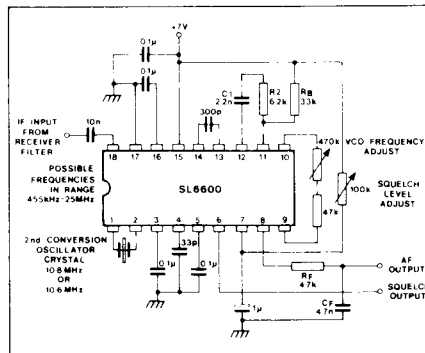 +7V
0.1µ
0.1µ
C1
2.2n
R2
6.2k
RB
33k
10n
300p
IF INPUT
FROM
RECEIVER
FILTER
18 17 16 15 14 13 12 11 10
470k VCO FREQUENCY
ADJUST
POSSIBLE
FREQUENCIES
IN RANGE
455kHz-25MHz
SL6600
100k
SQUELCH
LEVEL
ADJUST
47k
1 2 3 4 5 6 7 8 9
2nd CONVERSION
OSCILLATOR
CRYSTAL
10.8 MHz
OR
10.6 MHz
33p
0.1µ
0.1µ
RF
4.7k
AF
OUTPUT
SQUELCH
OUTPUT
CF
4.7n